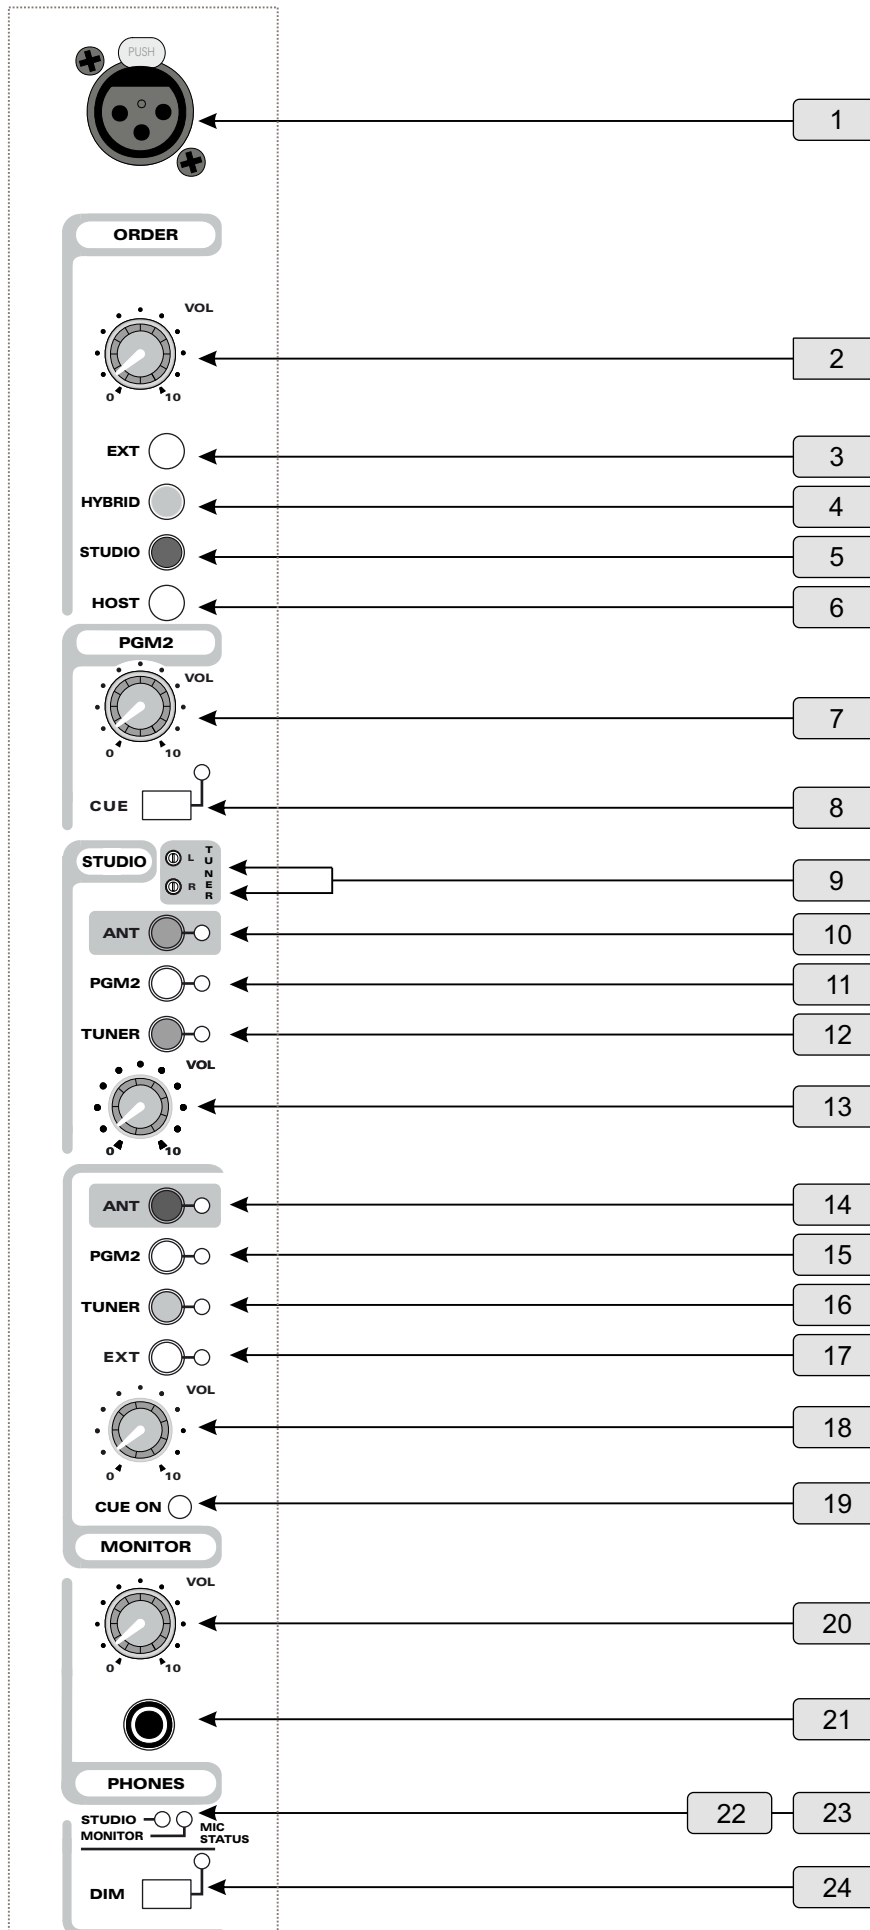 PUSH
1
ORDER
VOL
0 10
2
EXT
3
HYBRID
4
STUDIO
5
HOST
6
PGM2
VOL
0 10
7
CUE
8
STUDIO
L
R
TUNER
9
ANT
10
PGM2
11
TUNER
12
VOL
0 10
13
ANT
14
PGM2
15
TUNER
16
EXT
17
VOL
0 10
18
CUE ON
19
MONITOR
VOL
0 10
20
21
PHONES
STUDIO
MONITOR
MIC
STATUS
22 23
DIM
24